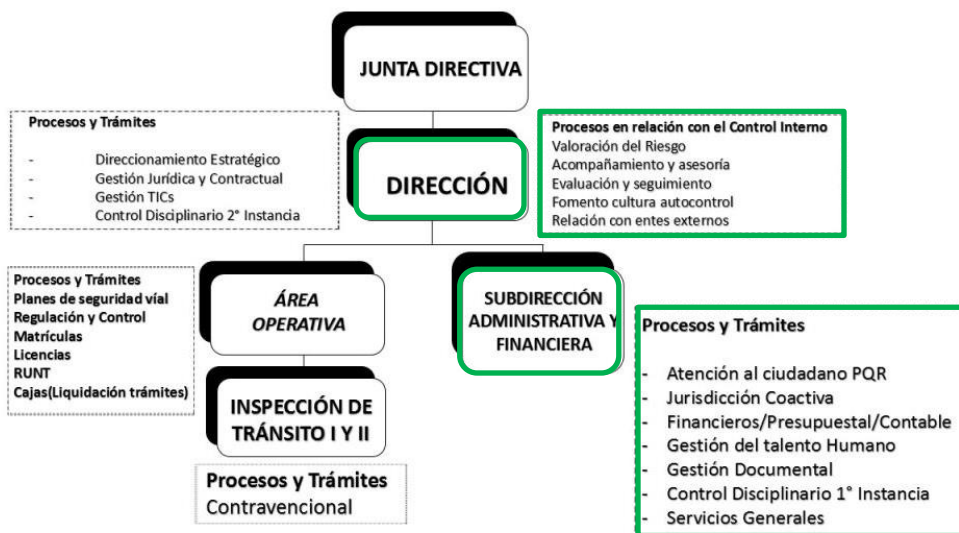 JUNTA DIRECTIVA
Procesos y Trámites
- Direccionamiento Estratégico
- Gestión Jurídica y Contractual
- Gestión TICs
- Control Disciplinario 2° Instancia
DIRECCIÓN
Procesos en relación con el Control Interno
Valoración del Riesgo
Acompañamiento y asesoría
Evaluación y seguimiento
Fomento cultura autocontrol
Relación con entes externos
Procesos y Trámites
Planes de seguridad víal
Regulación y Control
Matrículas
Licencias
RUNT
Cajas(Liquidación trámites)
ÁREA
OPERATIVA
SUBDIRECCIÓN
ADMINISTRATIVA Y
FINANCIERA
INSPECCIÓN DE
TRÁNSITO I Y II
Procesos y Trámites
Contravencional
Procesos y Trámites
- Atención al ciudadano PQR
- Jurisdicción Coactiva
- Financieros/Presupuestal/Contable
- Gestión del talento Humano
- Gestión Documental
- Control Disciplinario 1° Instancia
- Servicios Generales